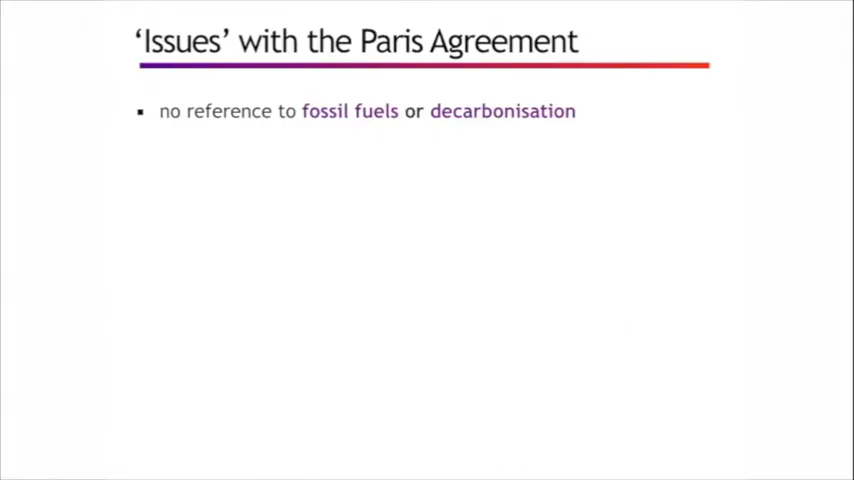 ‘Issues’ with the Paris Agreement
▪ no reference to fossil fuels or decarbonisation